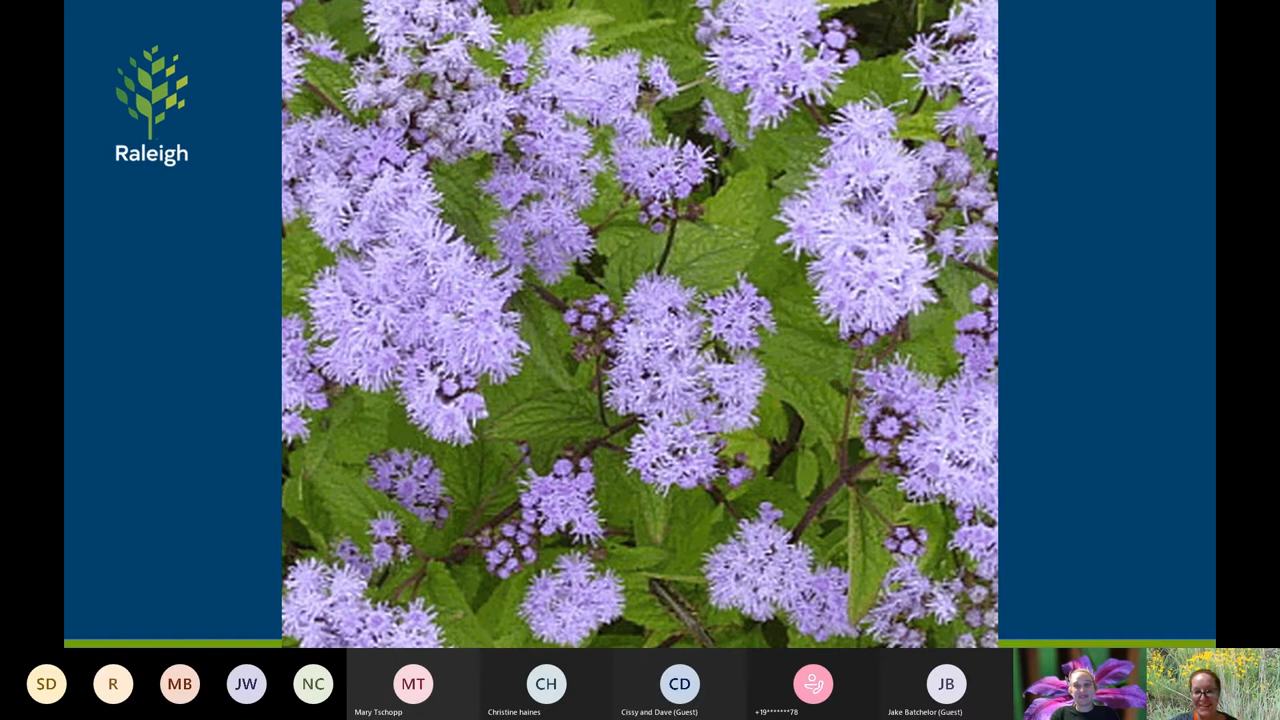 Raleigh
SD
R
MB
JW
NC
MT
CH
CD
JB
Mary Tschopp
Christine haines
Cissy and Dave (Guest)
+19*******78
Jake Batchelor (Guest)